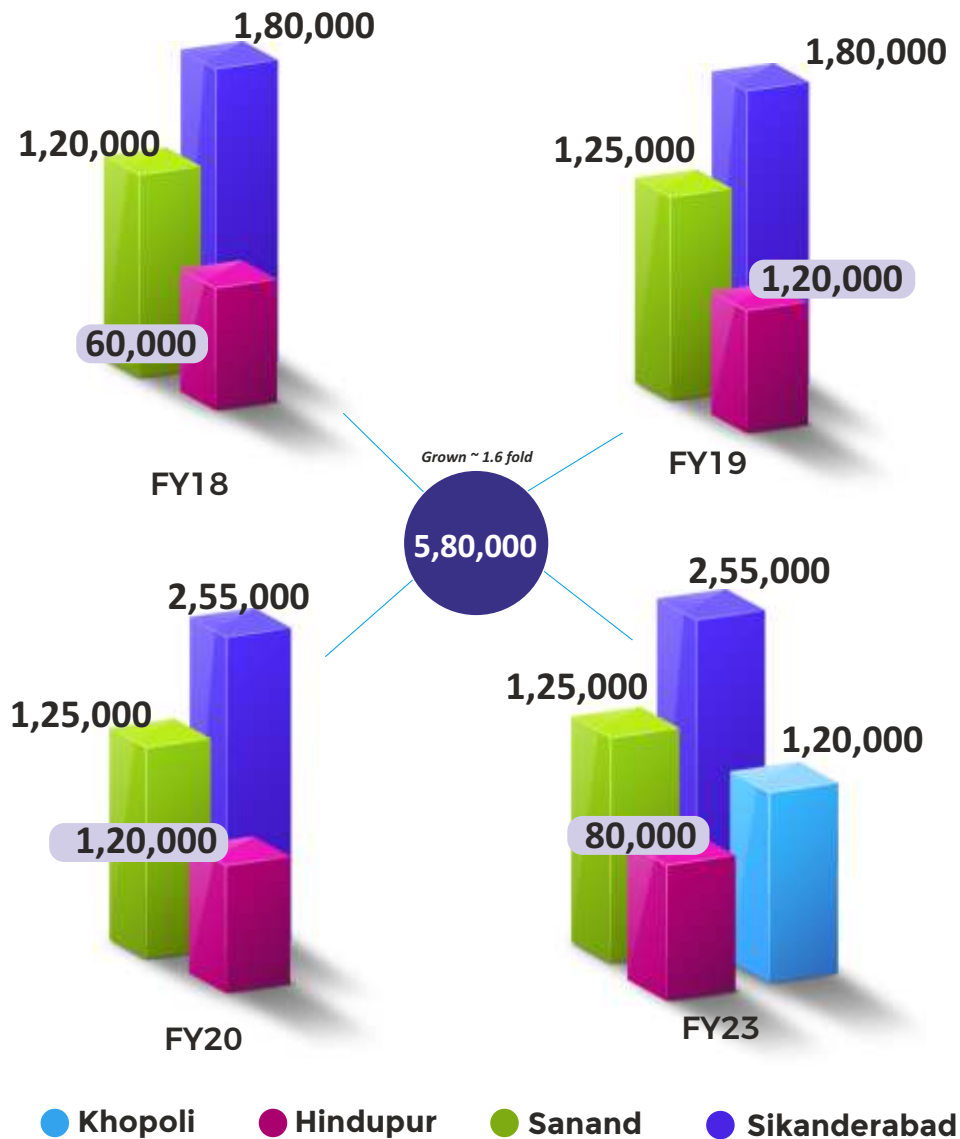 1,80,000
1,20,000
60,000
FY18
1,80,000
1,25,000
1,20,000
FY19
Grown ~ 1.6 fold
5,80,000
2,55,000
1,25,000
1,20,000
FY20
2,55,000
1,25,000
1,20,000
80,000
FY23
Khopoli Hindupur Sanand Sikanderabad